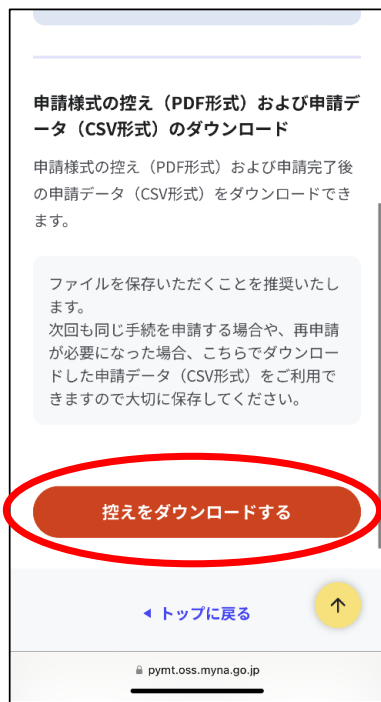 申請様式の控え（PDF形式）および申請デ
ータ（CSV形式）のダウンロード
申請様式の控え（PDF形式）および申請完了後
の申請データ（CSV形式）をダウンロードでき
ます。
ファイルを保存いただくことを推奨いたし
ます。
次回も同じ手続を申請する場合や、再申請
が必要になった場合、こちらでダウンロー
ドした申請データ（CSV形式）をご利用で
きますので大切に保存してください。
控えをダウンロードする
トップに戻る
pymt.oss.myna.go.jp